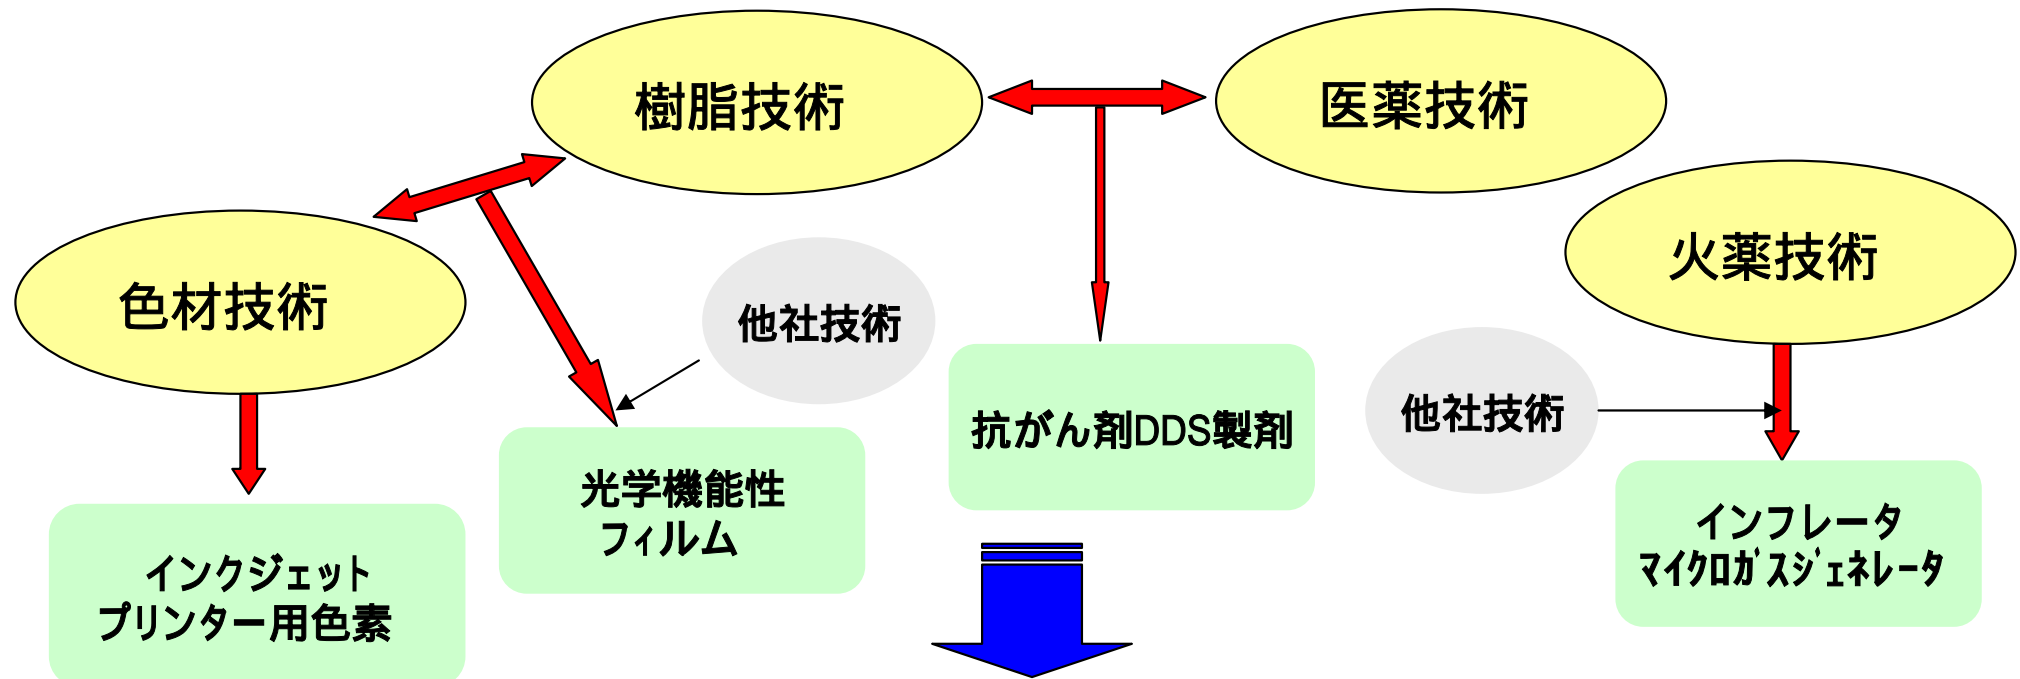 樹脂技術
医薬技術
火薬技術
色材技術
他社技術
他社技術
抗がん剤DDS製剤
光学機能性
フィルム
インフレータ
マイクロガスジェネレータ
インクジェット
プリンター用色素